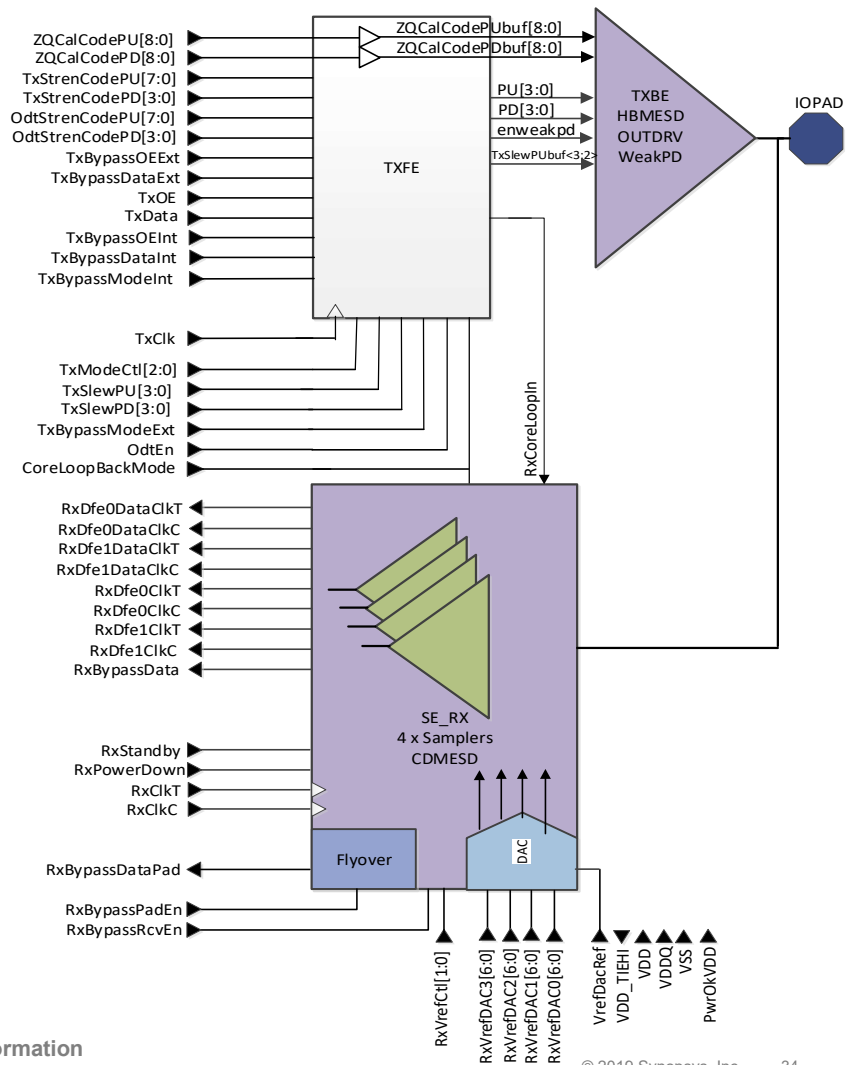 ZQCalCodePU[8:0]
ZQCalCodePD[8:0]
TxStrenCodePU[7:0]
TxStrenCodePD[3:0]
OdtStrenCodePU[7:0]
OdtStrenCodePD[3:0]
TxBypassOEExt
TxBypassDataExt
TxOE
TxData
TxBypassOEInt
TxBypassDataInt
TxBypassModeInt
TxClk
TxModeCtl[2:0]
TxSlewPU[3:0]
TxSlewPD[3:0]
TxBypassModeExt
OdtEn
CoreLoopBackMode
TXFE
ZQCalCodePUbuf[8:0]
ZQCalCodePDbuf[8:0]
PU[3:0]
PD[3:0]
enweakpd
TxSlewPUbuf<3;2>
TXBE
HBMESD
OUTDRV
WeakPD
IOPAD
RxCoreLoopIn
RxDfe0DataClkT
RxDfe0DataClkC
RxDfe1DataClkT
RxDfe1DataClkC
RxDfe0ClkT
RxDfe0ClkC
RxDfe1ClkT
RxDfe1ClkC
RxBypassData
SE_RX
4 x Samplers
CDMESD
RxStandby
RxPowerDown
RxClkT
RxClkC
Flyover
DAC
RxBypassDataPad
RxBypassPadEn
RxBypassRcvEn
RxVrefCtl[1:0]
RxVrefDAC3[6:0]
RxVrefDAC2[6:0]
RxVrefDAC1[6:0]
RxVrefDAC0[6:0]
VrefDacRef
VDD_TIEHI
VDD
VDDQ
VSS
PwrOkVDD
rmation
© 2019 Synopsys, Inc. 34